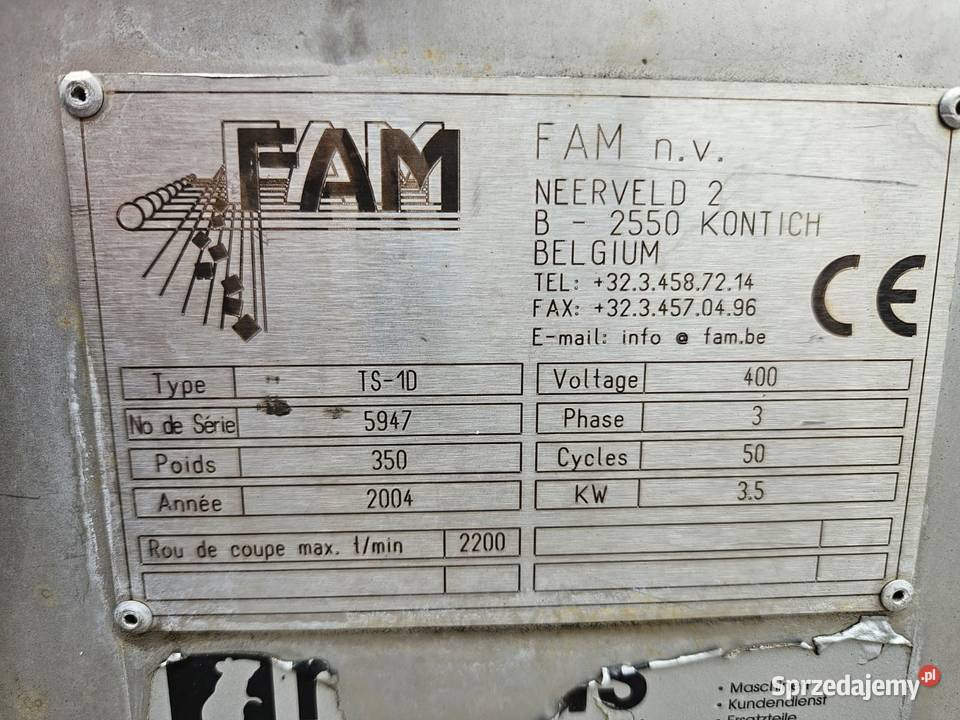 FAM
FAM n.v.
NEERVELD 2
B - 2550 KONTICH
BELGIUM
TEL: +32.3.458.72.14
FAX: +32.3.457.04.96
E-mail: info @ fam.be
CE
Type TS-1D
No de Série 5947
Poids 350
Année 2004
Rou de coupe max. t/min 2200
Voltage 400
Phase 3
Cycles 50
KW 3.5
• Kundendienst
Ersatzteile
Sprzedajemy.pl